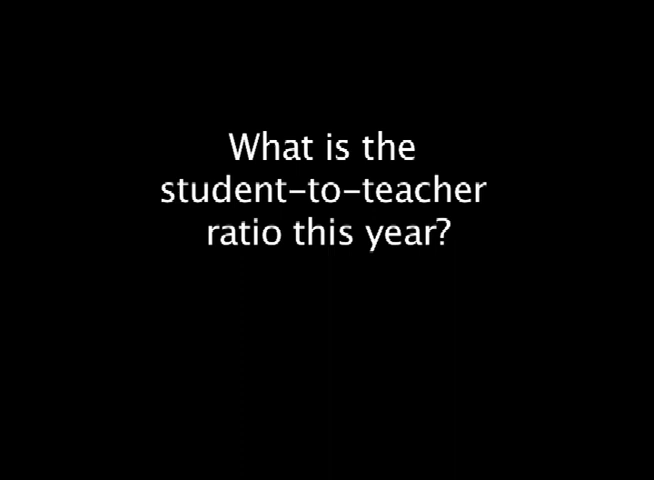 What is the
student-to-teacher
ratio this year?